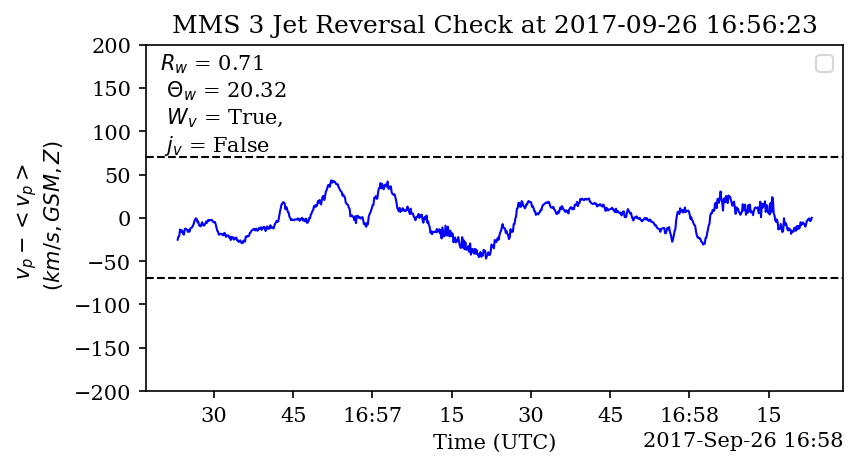 MMS 3 Jet Reversal Check at 2017-09-26 16:56:23
R_w = 0.71
Θ_w = 20.32
W_v = True,
j_v = False
v_p − < v_p >
(km/s, GSM, Z)
200
150
100
50
0
−50
−100
−150
−200
30 45 16:57 15 30 45 16:58 15
Time (UTC)
2017-Sep-26 16:58